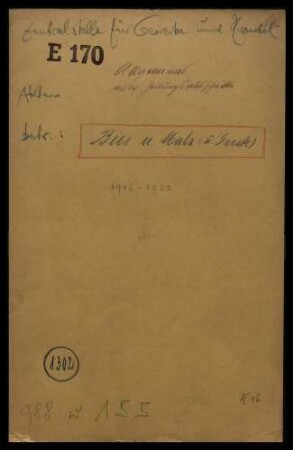 Zentralstelle für Gewerbe und Handel
E 170
Akten
betr.:
Bier u Malz (u Gerste)
1916-1920
1302
988 w 155